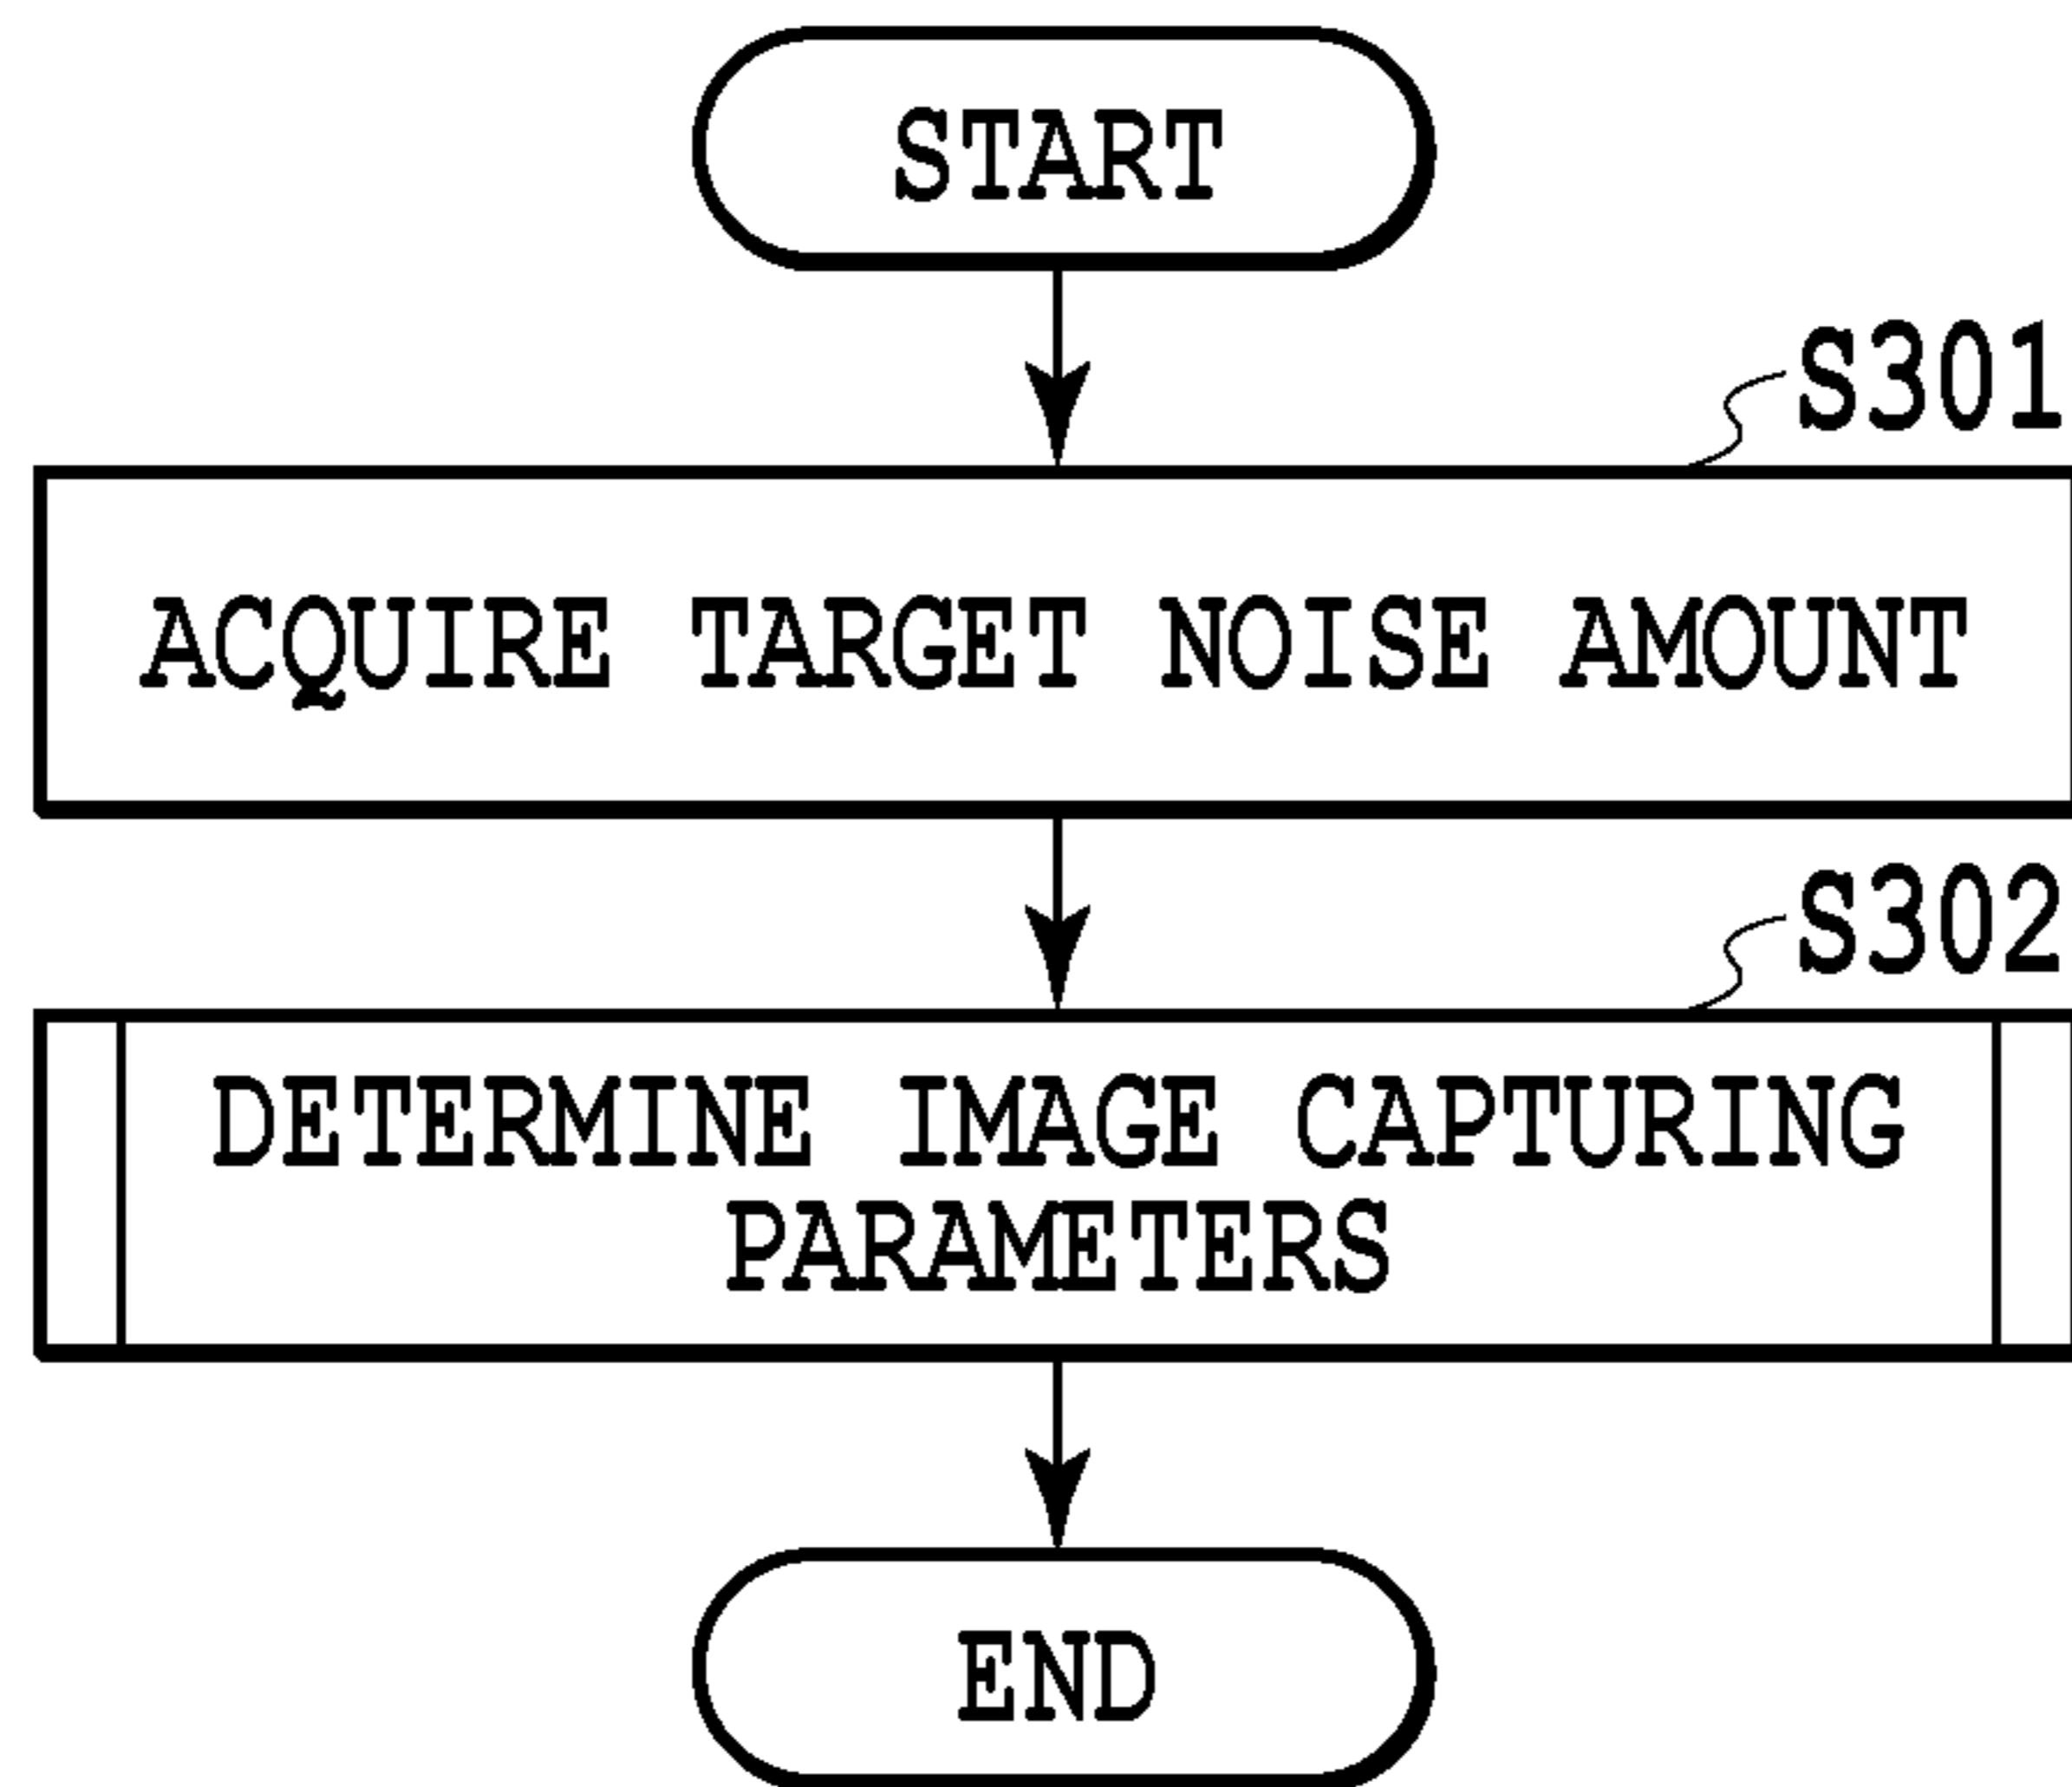 START
S301
ACQUIRE TARGET NOISE AMOUNT
S302
DETERMINE IMAGE CAPTURING
PARAMETERS
END